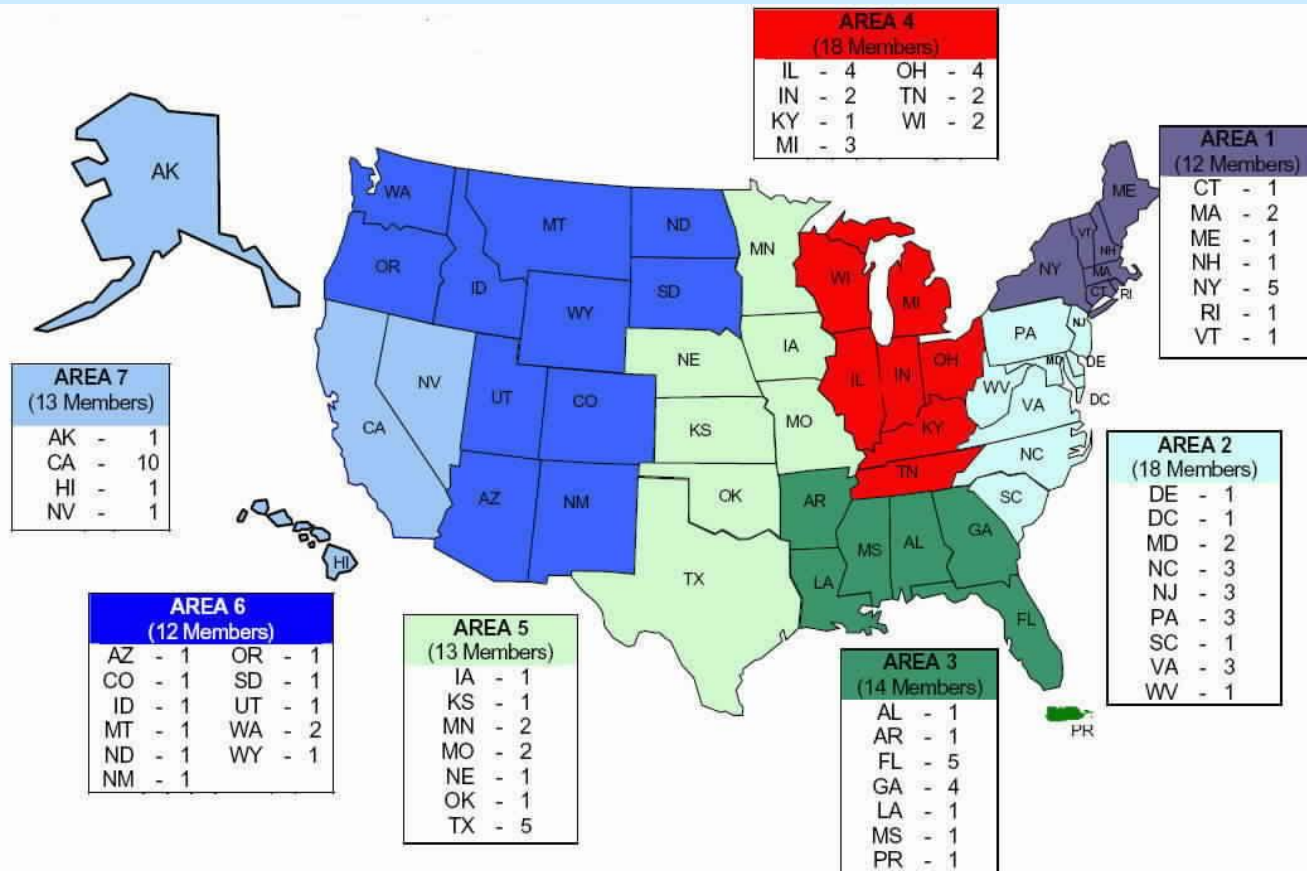 AREA 4
(18 Members)
IL - 4 OH - 4
IN - 2 TN - 2
KY - 1 WI - 2
MI - 3
AREA 1
(12 Members)
CT - 1
MA - 2
ME - 1
NH - 1
NY - 5
RI - 1
VT - 1
AK
WA
MT
ND
MN
OR
ID
SD
WY
WI
MI
NY
VT
NH
ME
MA
CT
RI
NE
IA
PA
NJ
NV
UT
CO
IL
IN
OH
MD
DE
WV
VA
DC
CA
KS
MO
KY
NC
TN
AZ
NM
OK
AR
SC
TX
MS
AL
GA
LA
FL
HI
PR
AREA 7
(13 Members)
AK - 1
CA - 10
HI - 1
NV - 1
AREA 2
(18 Members)
DE - 1
DC - 1
MD - 2
NC - 3
NJ - 3
PA - 3
SC - 1
VA - 3
WV - 1
AREA 6
(12 Members)
AZ - 1 OR - 1
CO - 1 SD - 1
ID - 1 UT - 1
MT - 1 WA - 2
ND - 1 WY - 1
NM - 1
AREA 5
(13 Members)
IA - 1
KS - 1
MN - 2
MO - 2
NE - 1
OK - 1
TX - 5
AREA 3
(14 Members)
AL - 1
AR - 1
FL - 5
GA - 4
LA - 1
MS - 1
PR - 1